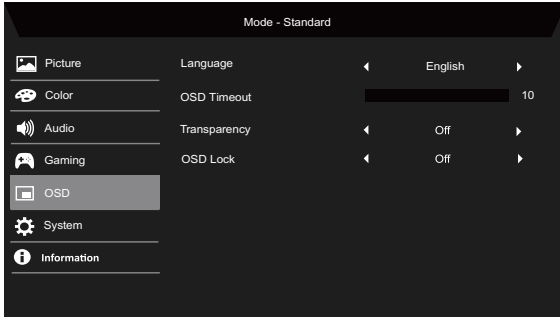 Mode - Standard
Picture
Language English
Color
OSD Timeout 10
Audio
Transparency Off
Gaming
OSD Lock Off
OSD
System
Information